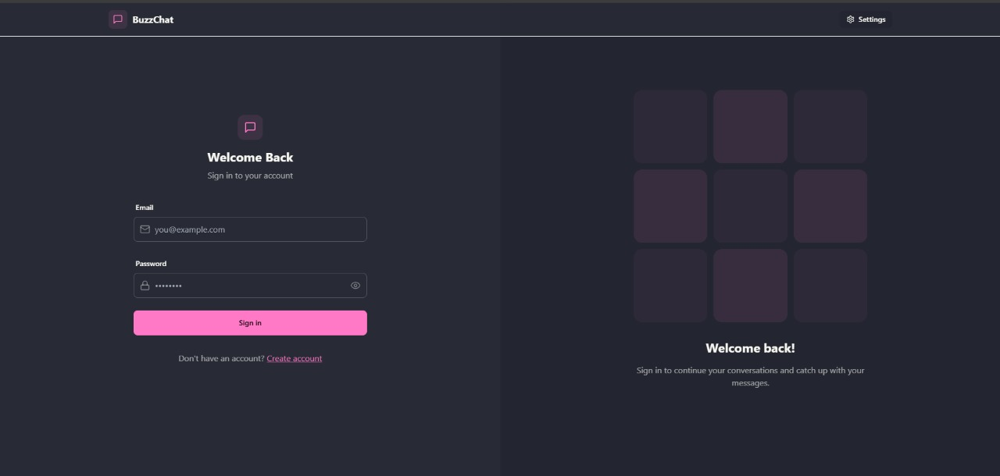 BuzzChat
Settings
Welcome Back
Sign in to your account
Email
you@example.com
Password
••••••••
Sign in
Don't have an account? Create account
Welcome back!
Sign in to continue your conversations and catch up with your
messages.